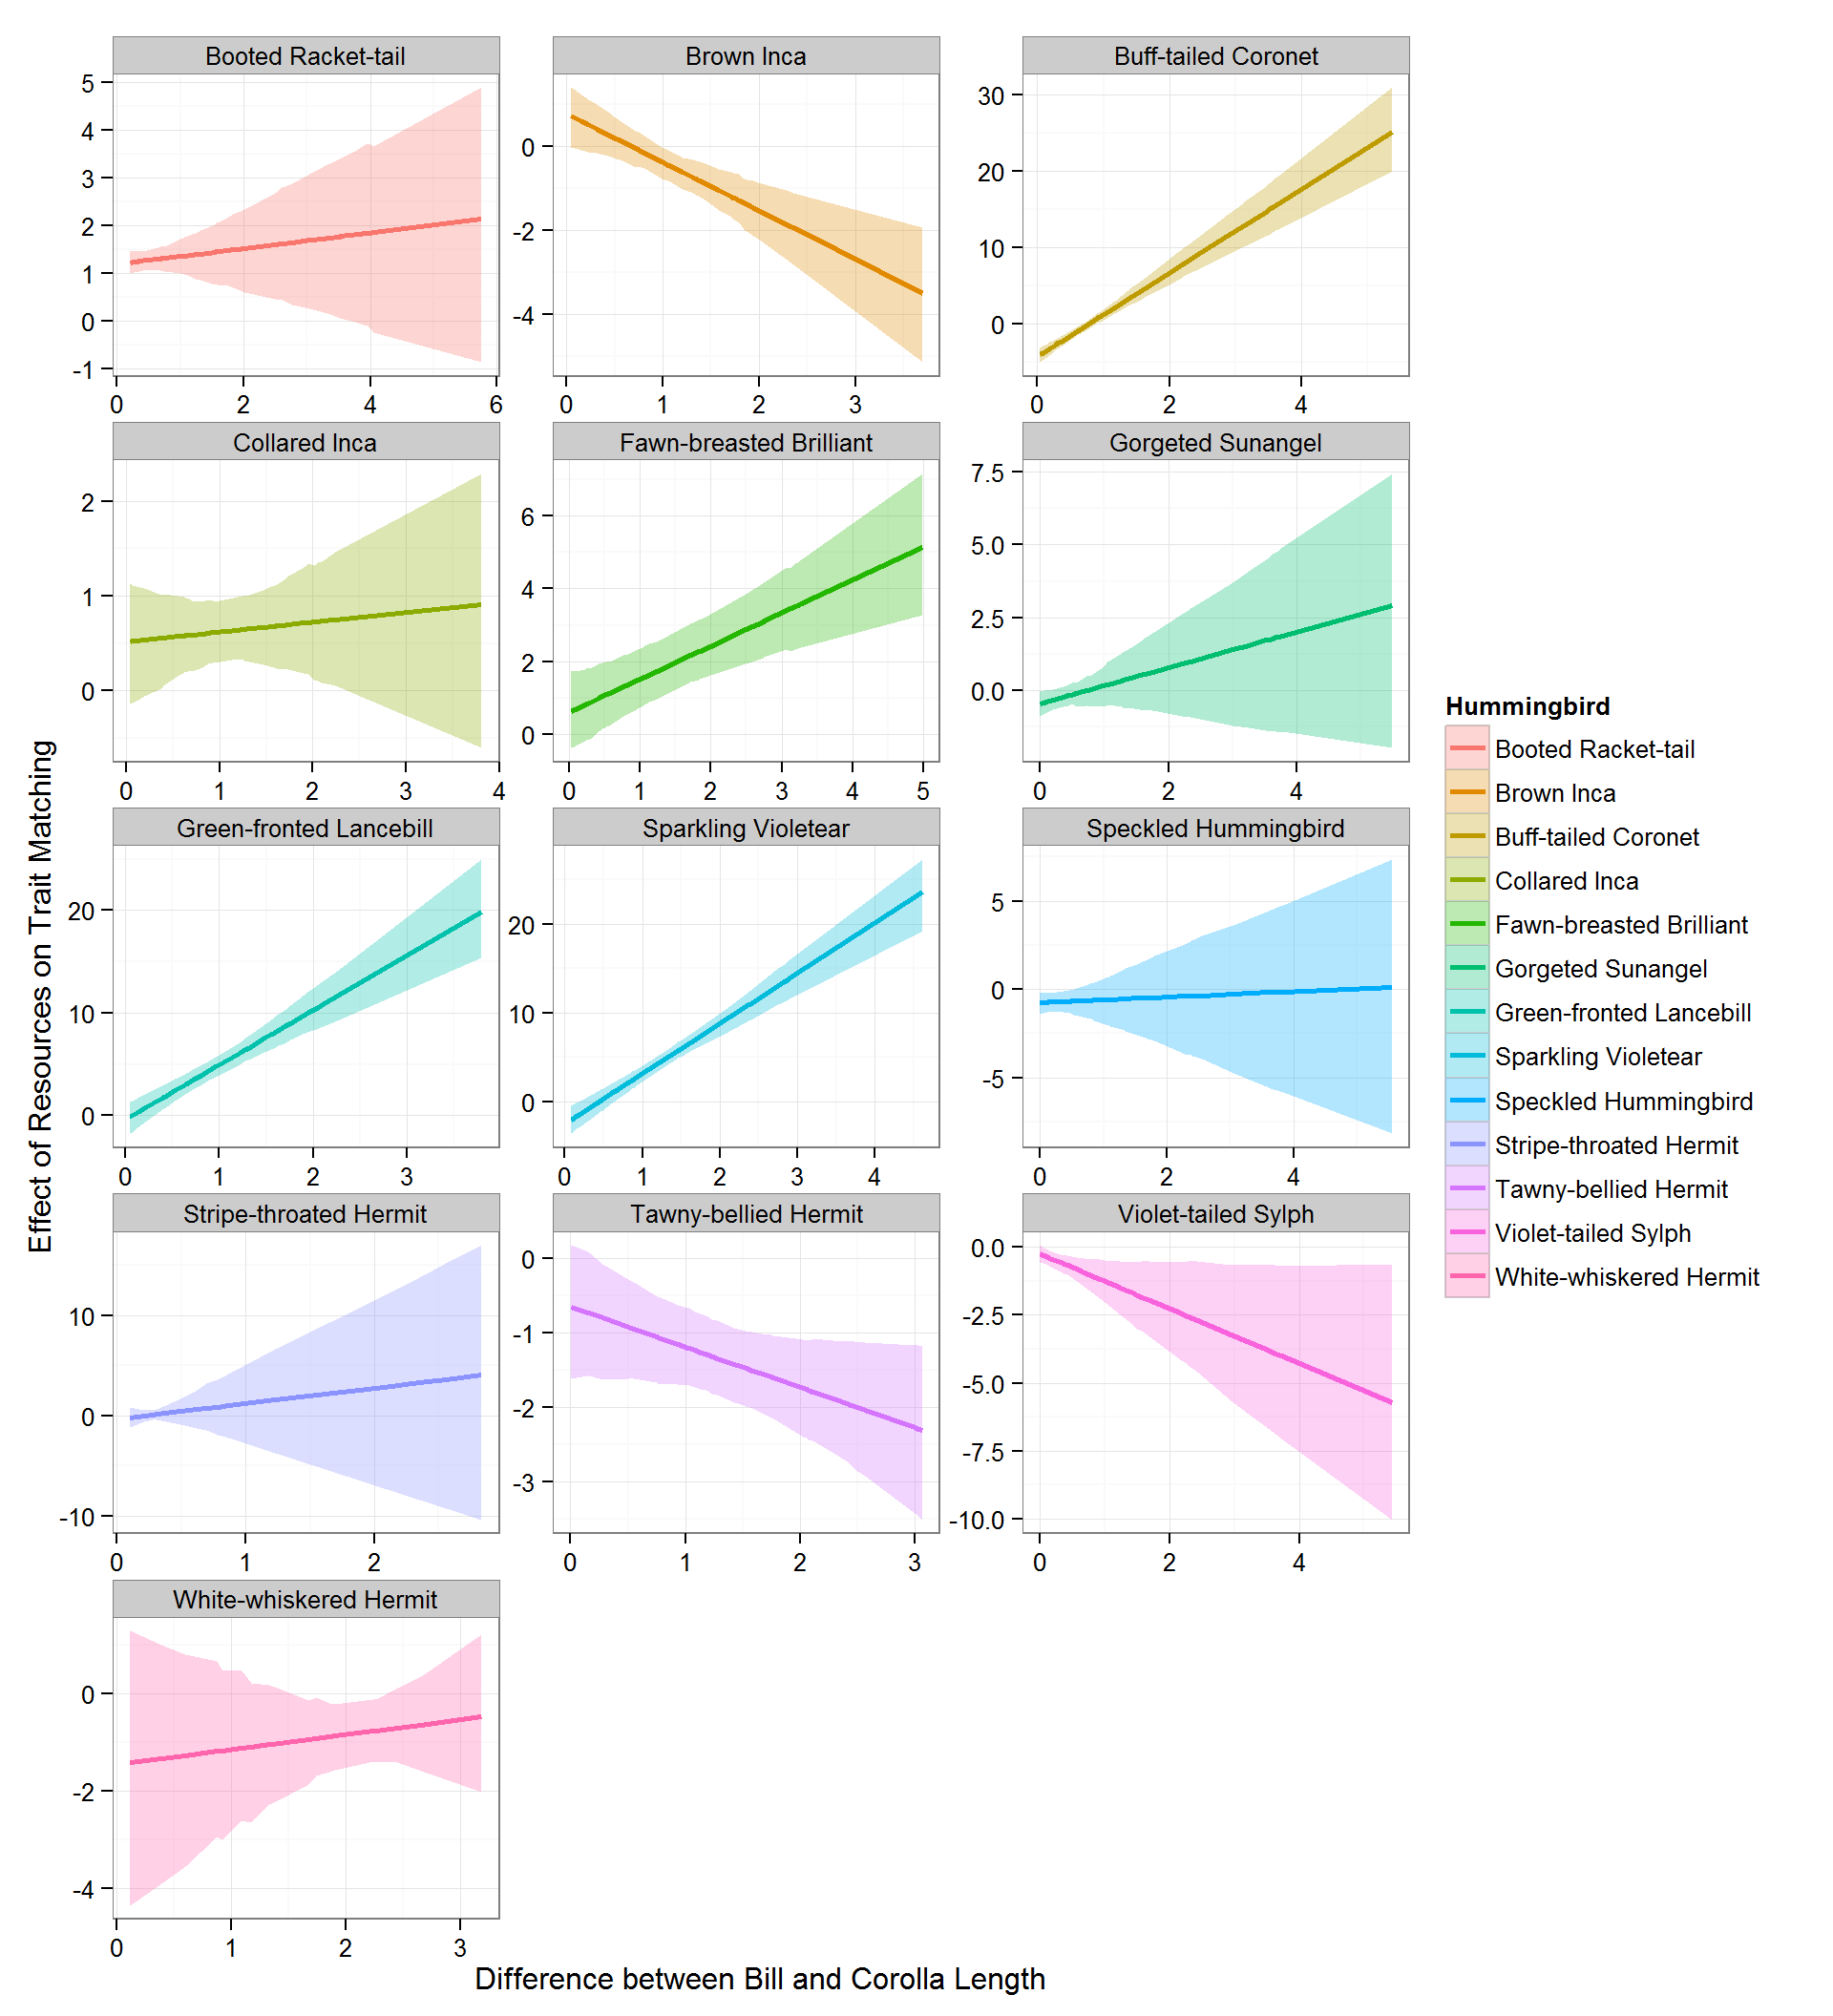 Booted Racket-tail
Brown Inca
Buff-tailed Coronet
5
4
3
2
1
0
-1
0
-2
-4
30
20
10
0
0 2 4 6
0 1 2 3
0 2 4
Collared Inca
Fawn-breasted Brilliant
Gorgeted Sunangel
2
1
0
6
4
2
0
7.5
5.0
2.5
0.0
0 1 2 3 4
0 1 2 3 4 5
0 2 4
Green-fronted Lancebill
Sparkling Violetear
Speckled Hummingbird
20
10
0
20
10
0
5
0
-5
0 1 2 3
0 1 2 3 4
0 2 4
Stripe-throated Hermit
Tawny-bellied Hermit
Violet-tailed Sylph
10
0
-10
0
-1
-2
-3
0.0
-2.5
-5.0
-7.5
-10.0
0 1 2
0 1 2 3
0 2 4
White-whiskered Hermit
0
-2
-4
0 1 2 3
Difference between Bill and Corolla Length
Effect of Resources on Trait Matching
Hummingbird
Booted Racket-tail
Brown Inca
Buff-tailed Coronet
Collared Inca
Fawn-breasted Brilliant
Gorgeted Sunangel
Green-fronted Lancebill
Sparkling Violetear
Speckled Hummingbird
Stripe-throated Hermit
Tawny-bellied Hermit
Violet-tailed Sylph
White-whiskered Hermit